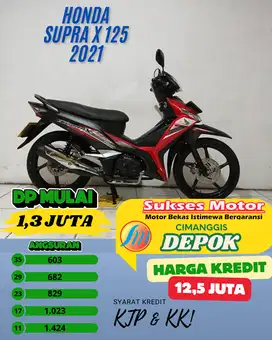 HONDA
SUPRA X 125
2021
DP MULAI
1,3 JUTA
Sukses Motor
Motor Bekas Istimewa Bergaransi
CIMANGGIS
DEPOK
HARGA KREDIT
12,5 JUTA
ANGSURAN
35 603
29 682
23 829
17 1.023
11 1.424
SYARAT KREDIT
KTP & KK!